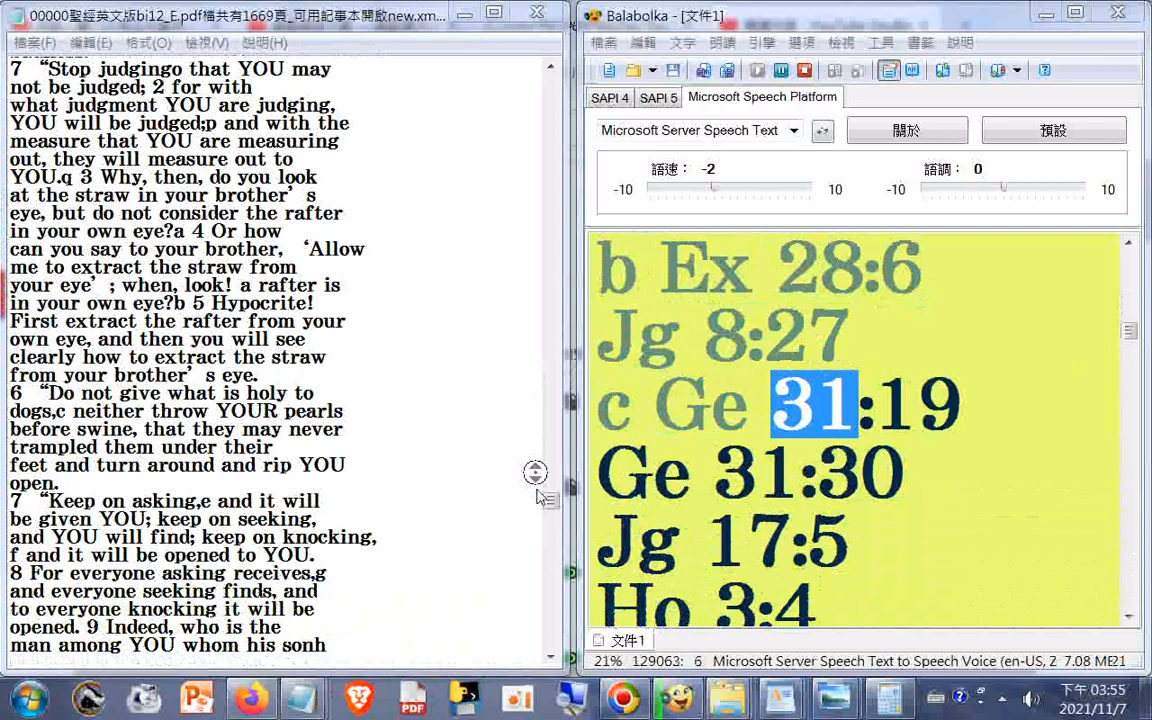 00000聖經英文版bi12_E.pdf檔共有1669頁_可用記事本開啟new.xm...
檔案(F) 編輯(E) 格式(O) 檢視(V) 說明(H)
7 “Stop judgingo that YOU may
not be judged; 2 for with
what judgment YOU are judging,
YOU will be judged;p and with the
measure that YOU are measuring
out, they will measure out to
YOU.q 3 Why, then, do you look
at the straw in your brother’s
eye, but do not consider the rafter
in your own eye?a 4 Or how
can you say to your brother, ‘Allow
me to extract the straw from
your eye’; when, look! a rafter is
in your own eye?b 5 Hypocrite!
First extract the rafter from your
own eye, and then you will see
clearly how to extract the straw
from your brother’s eye.
6 “Do not give what is holy to
dogs,c neither throw YOUR pearls
before swine, that they may never
trampled them under their
feet and turn around and rip YOU
open.
7 “Keep on asking,e and it will
be given YOU; keep on seeking,
and YOU will find; keep on knocking,
f and it will be opened to YOU.
8 For everyone asking receives,g
and everyone seeking finds, and
to everyone knocking it will be
opened. 9 Indeed, who is the
man among YOU whom his sonh
Balabolka - [文件1]
檔案 編輯 文字 朗讀 引擎 選項 檢視 工具 書籤 說明
SAPI 4 SAPI 5 Microsoft Speech Platform
Microsoft Server Speech Text 關於 預設
語速: -2 語調: 0
-10 10 -10 10
b Ex 28:6
Jg 8:27
c Ge 31:19
Ge 31:30
Jg 17:5
Ho 3:4
文件1
21% 129063: 6 Microsoft Server Speech Text to Speech Voice (en-US, Z 7.08 ME21
PDF
下午 03:55
2021/11/7